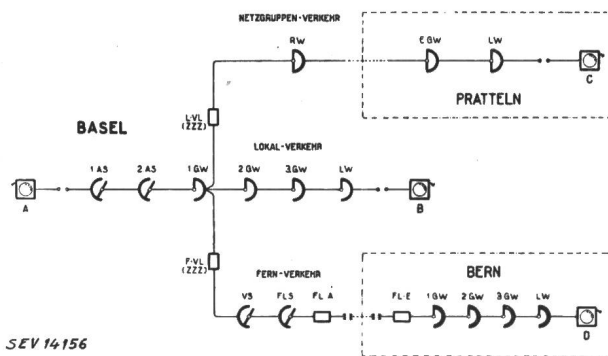 NETZGRUPPEN-VERKEHR
RW
E.GW
LW
C
PRATTELN
L-VL
(ZZZ)
BASEL
LOKAL-VERKEHR
1.AS
2.AS
1.GW
2.GW
3.GW
LW
A
B
F-VL
(ZZZ)
FERN-VERKEHR
BERN
VS
FLS
FL A
FL-E
1.GW
2.GW
3.GW
LW
D
SEV 14156